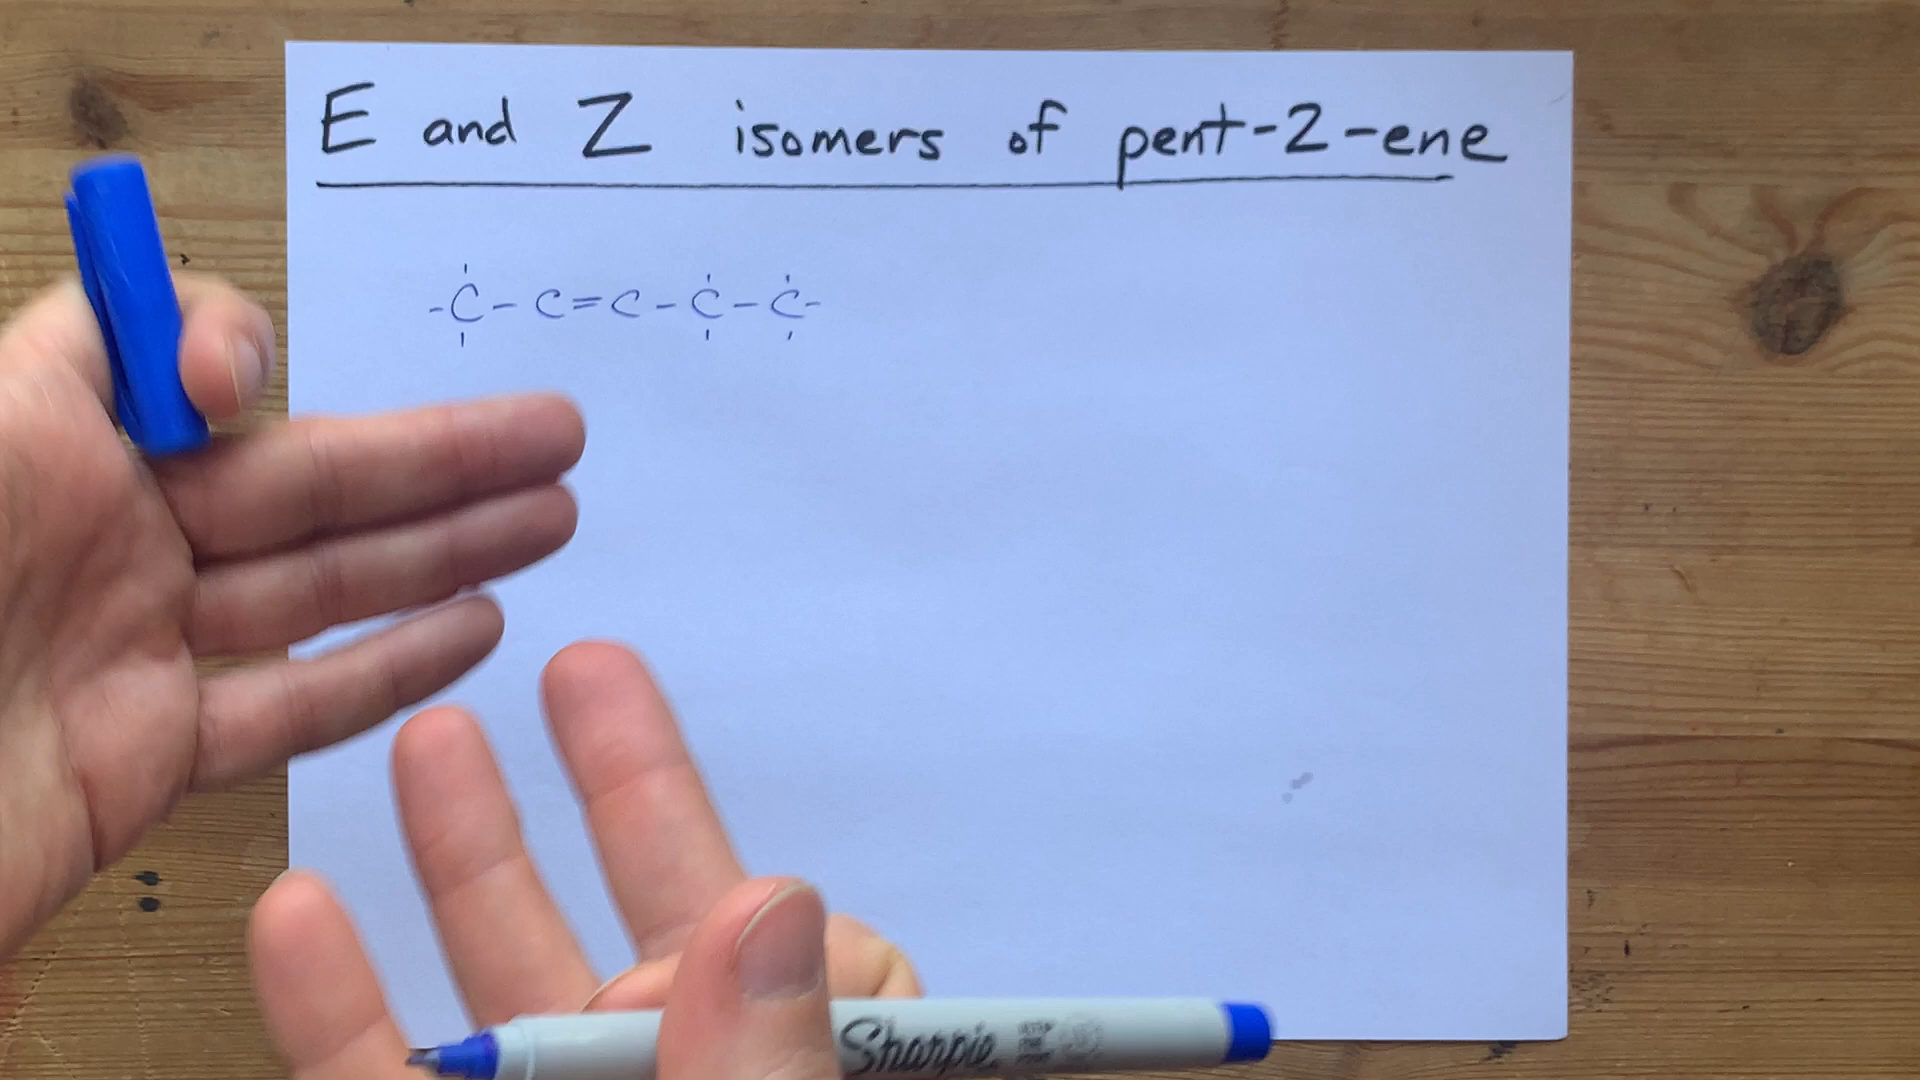 E and Z isomers of pent-2-ene
-C-C=C-C-C-
Sharpie